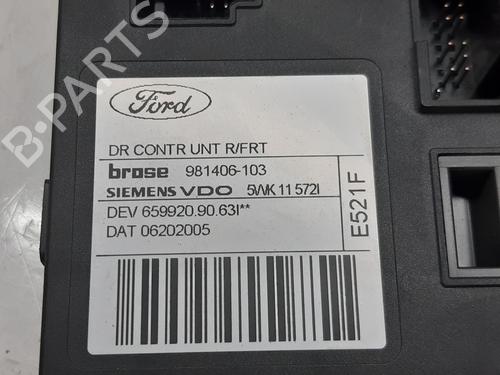 B-PARTS
Ford
DR CONTR UNT R/FRT
brose 981406-103
SIEMENS VDO 5WK 11 572I
DEV 659920.90.63I**
DAT 06202005
E521F